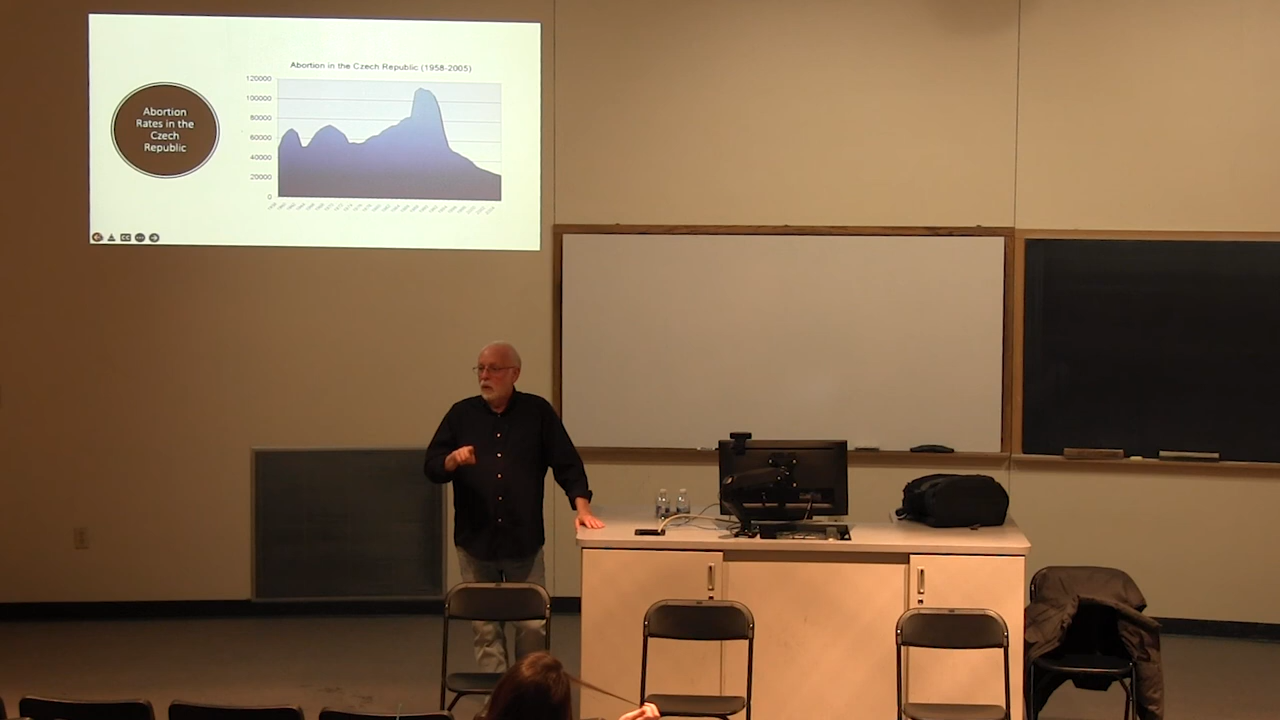 Abortion in the Czech Republic (1958-2005)
Abortion
Rates in the
Czech
Republic
120000
100000
80000
60000
40000
20000
0
CC